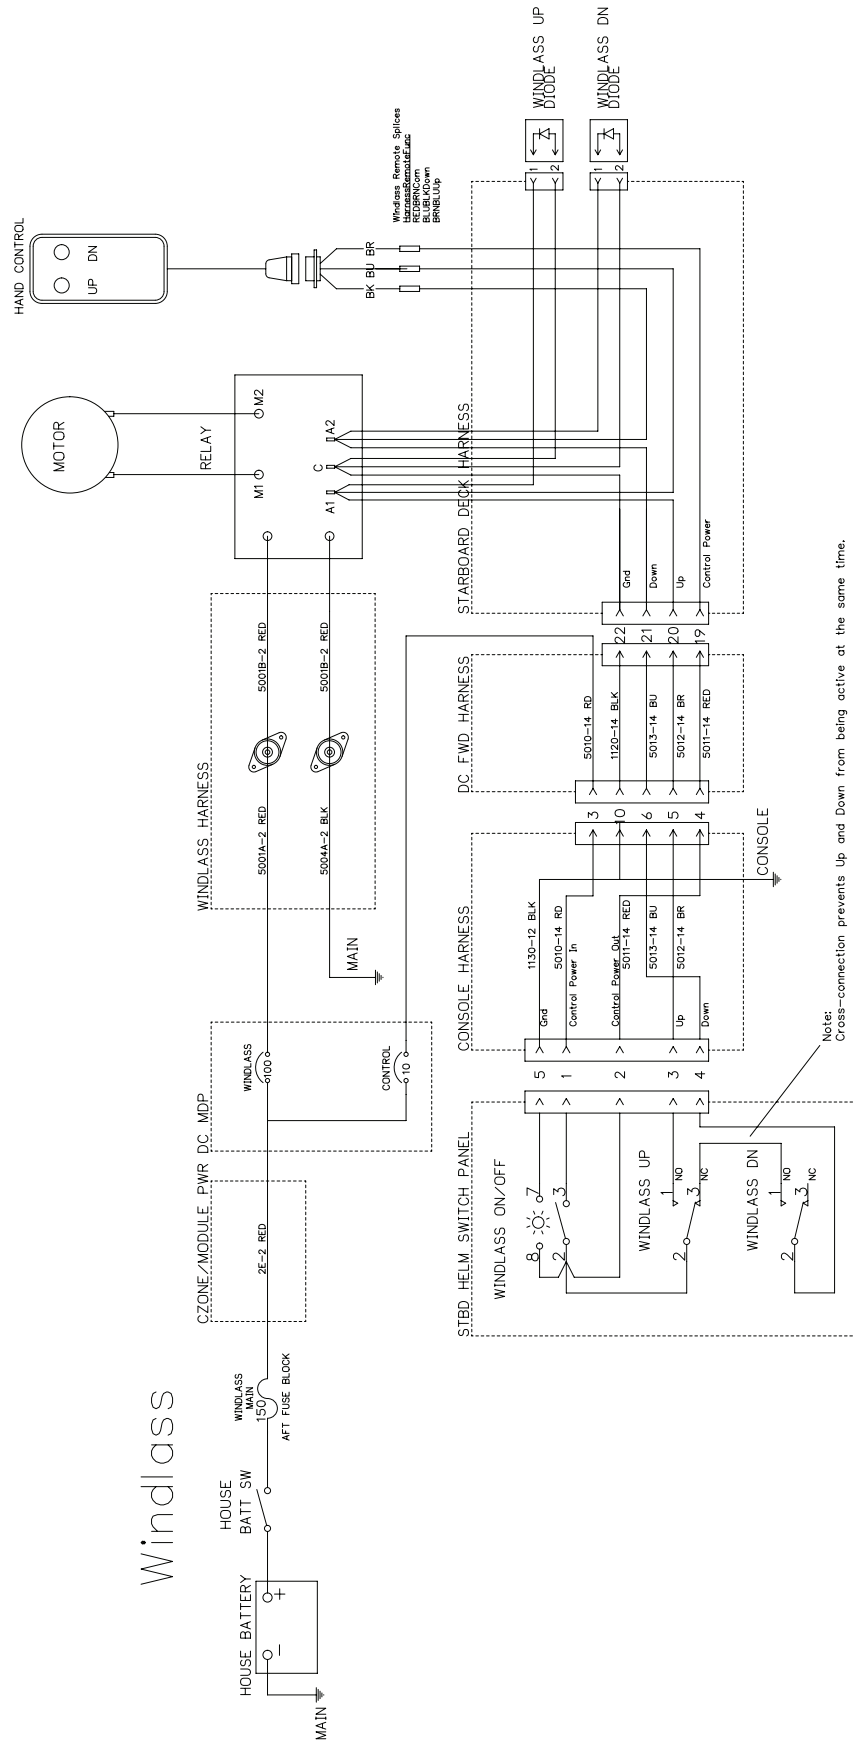 Windlass
HOUSE BATTERY
-
+
MAIN
HOUSE
BATT SW
WINDLASS
MAIN
150
AFT FUSE BLOCK
CZONE/MODULE PWR DC MDP
2E-2 RED
WINDLASS
100
CONTROL
10
WINDLASS HARNESS
5001A-2 RED
5001B-2 RED
5004A-2 BLK
5001B-2 RED
MAIN
RELAY
M1
M2
A1
C
A2
MOTOR
HAND CONTROL
UP
DN
BK
BU
BR
Windlass Remote Splices
HarnessRemoteFunc
REDBRNCom
BLUBLKDown
BRNBLUUp
STBD HELM SWITCH PANEL
WINDLASS ON/OFF
8
7
2
3
WINDLASS UP
2
1
NO
3
NC
WINDLASS DN
2
1
NO
3
NC
5
1
2
3
4
CONSOLE HARNESS
Gnd
1130-12 BLK
Control Power In
5010-14 RD
Control Power Out
5011-14 RED
5013-14 BU
Up
5012-14 BR
Down
CONSOLE
3
10
6
5
4
DC FWD HARNESS
5010-14 RD
1120-14 BLK
5013-14 BU
5012-14 BR
5011-14 RED
22
21
20
19
STARBOARD DECK HARNESS
Gnd
Down
Up
Control Power
1
2
WINDLASS UP
DIODE
1
2
WINDLASS DN
DIODE
Note:
Cross-connection prevents Up and Down from being active at the same time.